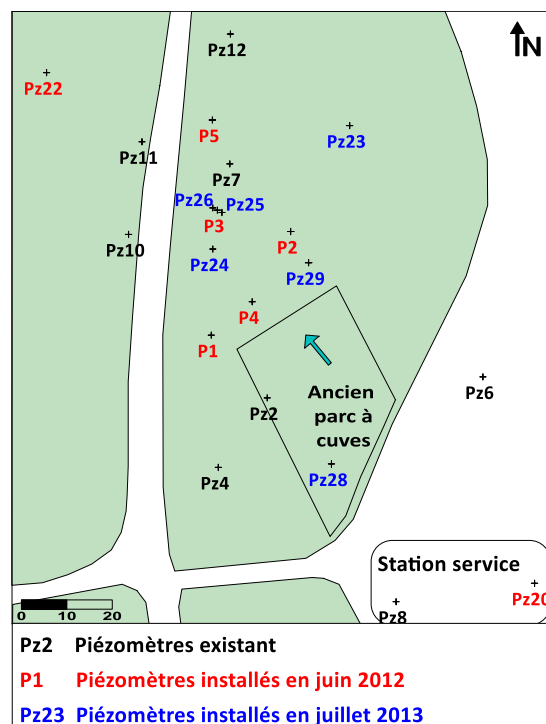 Pz12
N
Pz22
P5
Pz23
Pz11
Pz7
Pz26
Pz25
P3
P2
Pz10
Pz24
Pz29
P4
P1
Ancien
parc à
cuves
Pz6
Pz2
Pz4
Pz28
Station service
Pz20
Pz8
0 10 20
Pz2 Piézomètres existant
P1 Piézomètres installés en juin 2012
Pz23 Piézomètres installés en juillet 2013